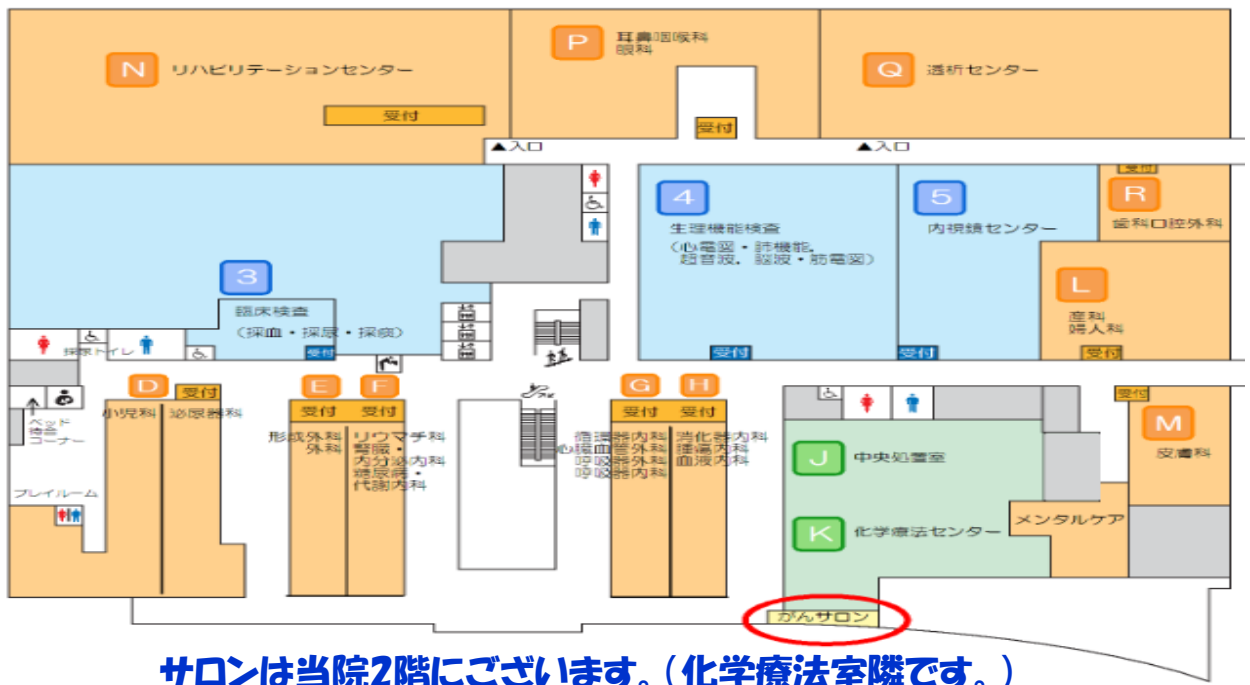 N リハビリテーションセンター
受付
P 耳鼻咽喉科
眼科
受付
Q 透析センター
▲入口
▲入口
3
臨床検査
(採血・採尿・採痰)
受付
採尿トイレ
4
生理機能検査
(心電図・肺機能,
超音波, 脳波・筋電図)
受付
5
内視鏡センター
受付
受付
R
歯科口腔外科
L
産科
婦人科
受付
ベッド
待合
コーナー
プレイルーム
D
受付
小児科
泌尿器科
E
受付
形成外科
外科
F
受付
リウマチ科
腎臓・
内分泌内科
糖尿病・
代謝内科
G
受付
循環器内科
心臓血管外科
呼吸器外科
呼吸器内科
H
受付
消化器内科
腫瘍内科
血液内科
J 中央処置室
K 化学療法センター
メンタルケア
受付
M
皮膚科
がんサロン
サロンは当院2階にございます。(化学療法室隣です。)